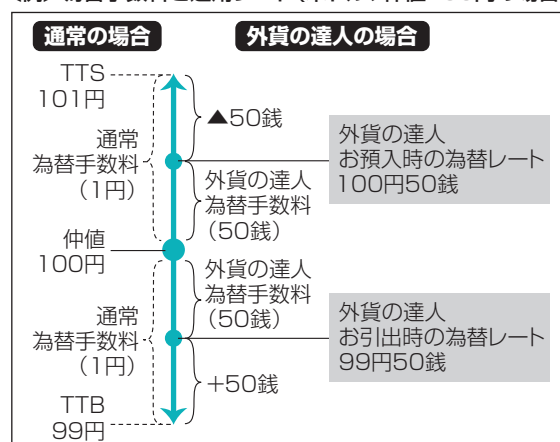 通常の場合
外貨の達人の場合
TTS
101円
▲50銭
通常
為替手数料
(1円)
外貨の達人
お預入時の為替レート
100円50銭
外貨の達人
為替手数料
(50銭)
仲値
100円
外貨の達人
為替手数料
(50銭)
通常
為替手数料
(1円)
外貨の達人
お引出時の為替レート
99円50銭
+50銭
TTB
99円